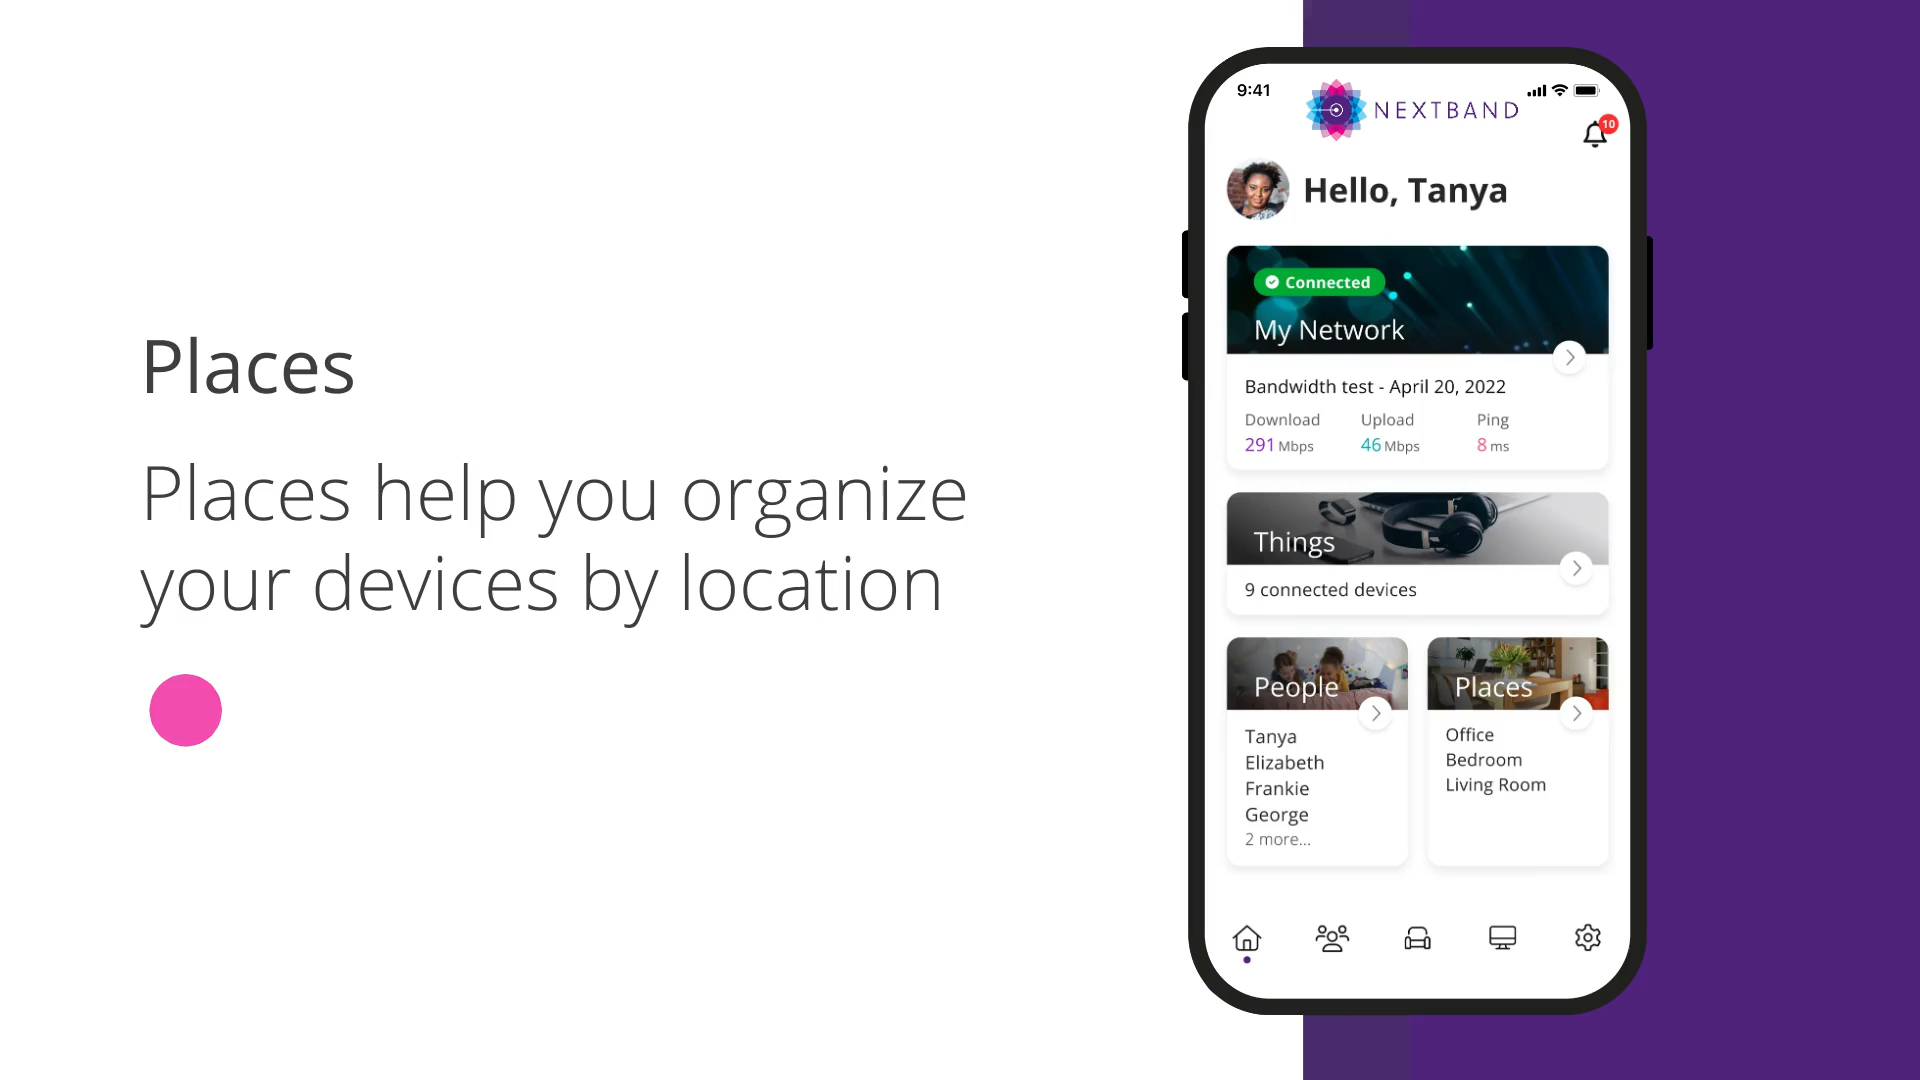 Places
Places help you organize
your devices by location
9:41
NEXTBAND
10
Hello, Tanya
Connected
My Network
Bandwidth test - April 20, 2022
Download Upload Ping
291 Mbps 46 Mbps 8 ms
Things
9 connected devices
People
Tanya
Elizabeth
Frankie
George
2 more...
Places
Office
Bedroom
Living Room